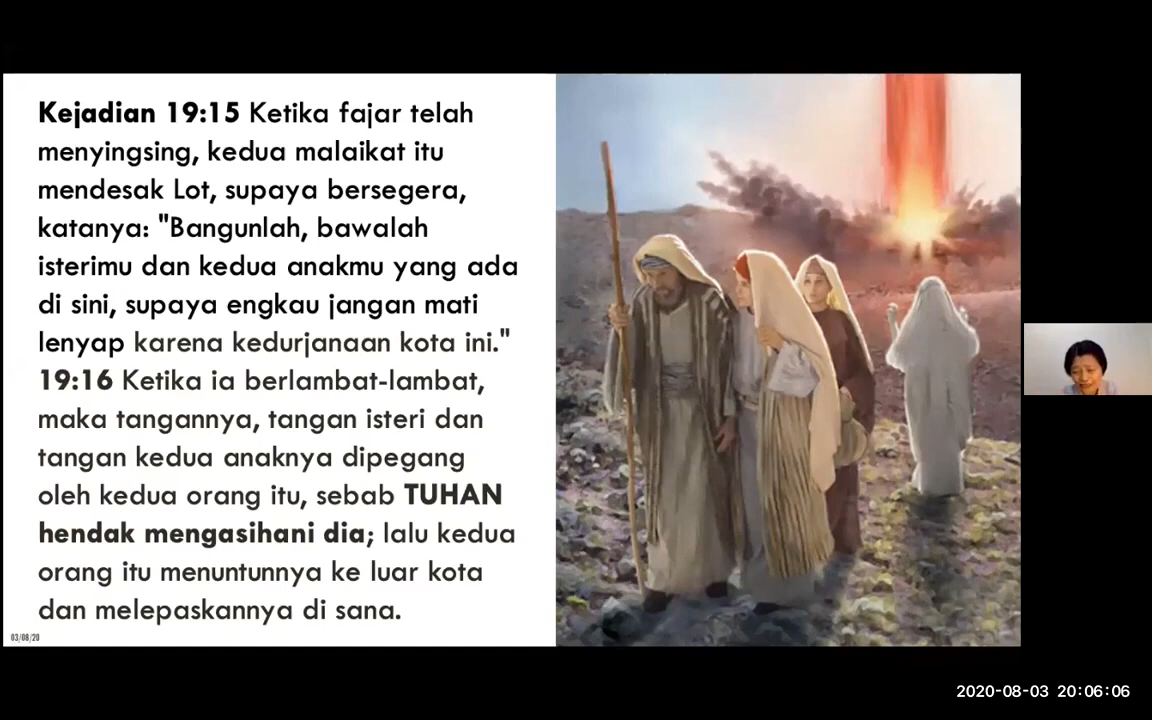 Kejadian 19:15 Ketika fajar telah
menyingsing, kedua malaikat itu
mendesak Lot, supaya bersegera,
katanya: "Bangunlah, bawalah
isterimu dan kedua anakmu yang ada
di sini, supaya engkau jangan mati
lenyap karena kedurjanaan kota ini."
19:16 Ketika ia berlambat-lambat,
maka tangannya, tangan isteri dan
tangan kedua anaknya dipegang
oleh kedua orang itu, sebab TUHAN
hendak mengasihani dia; lalu kedua
orang itu menuntunnya ke luar kota
dan melepaskannya di sana.
03/08/20
2020-08-03 20:06:06